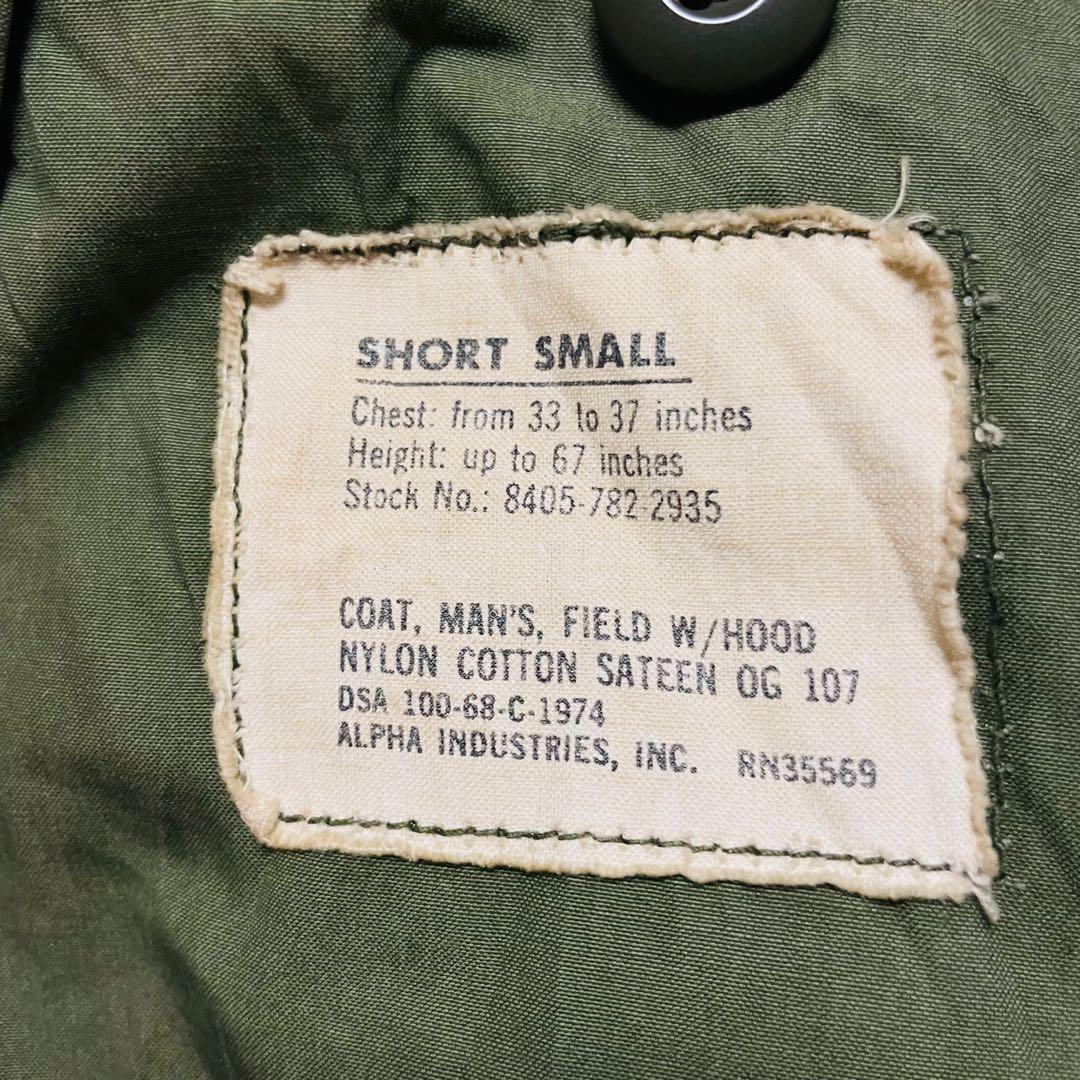 SHORT SMALL
Chest: from 33 to 37 inches
Height: up to 67 inches
Stock No.: 8405-782-2935
COAT, MAN'S, FIELD W/HOOD
NYLON COTTON SATEEN OG 107
DSA 100-68-C-1974
ALPHA INDUSTRIES, INC. RN35569